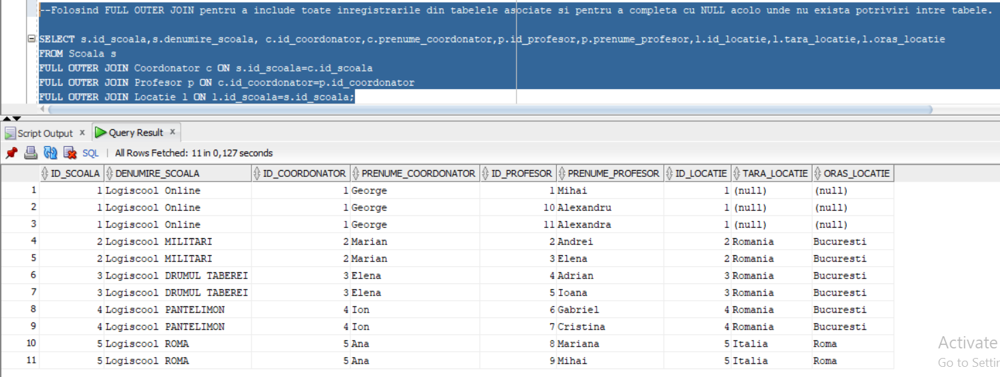 --Folosind FULL OUTER JOIN pentru a include toate inregistrarile din tabelele asociate si pentru a completa cu NULL acolo unde nu exista potriviri intre tabele.
SELECT s.id_scoala,s.denumire_scoala, c.id_coordonator,c.prenume_coordonator,p.id_profesor,p.prenume_profesor,l.id_locatie,l.tara_locatie,l.oras_locatie
FROM Scoala s
FULL OUTER JOIN Coordonator c ON s.id_scoala=c.id_scoala
FULL OUTER JOIN Profesor p ON c.id_coordonator=p.id_coordonator
FULL OUTER JOIN Locatie l ON l.id_scoala=s.id_scoala;
Script Output x Query Result x
SQL | All Rows Fetched: 11 in 0,127 seconds
ID_SCOALA DENUMIRE_SCOALA ID_COORDONATOR PRENUME_COORDONATOR ID_PROFESOR PRENUME_PROFESOR ID_LOCATIE TARA_LOCATIE ORAS_LOCATIE
1 1 Logiscool Online 1 George 1 Mihai 1 (null) (null)
2 1 Logiscool Online 1 George 10 Alexandru 1 (null) (null)
3 1 Logiscool Online 1 George 11 Alexandra 1 (null) (null)
4 2 Logiscool MILITARI 2 Marian 2 Andrei 2 Romania Bucuresti
5 2 Logiscool MILITARI 2 Marian 3 Elena 2 Romania Bucuresti
6 3 Logiscool DRUMUL TABEREI 3 Elena 4 Adrian 3 Romania Bucuresti
7 3 Logiscool DRUMUL TABEREI 3 Elena 5 Ioana 3 Romania Bucuresti
8 4 Logiscool PANTELIMON 4 Ion 6 Gabriel 4 Romania Bucuresti
9 4 Logiscool PANTELIMON 4 Ion 7 Cristina 4 Romania Bucuresti
10 5 Logiscool ROMA 5 Ana 8 Mariana 5 Italia Roma
11 5 Logiscool ROMA 5 Ana 9 Mihai 5 Italia Roma
Activate
Go to Settin